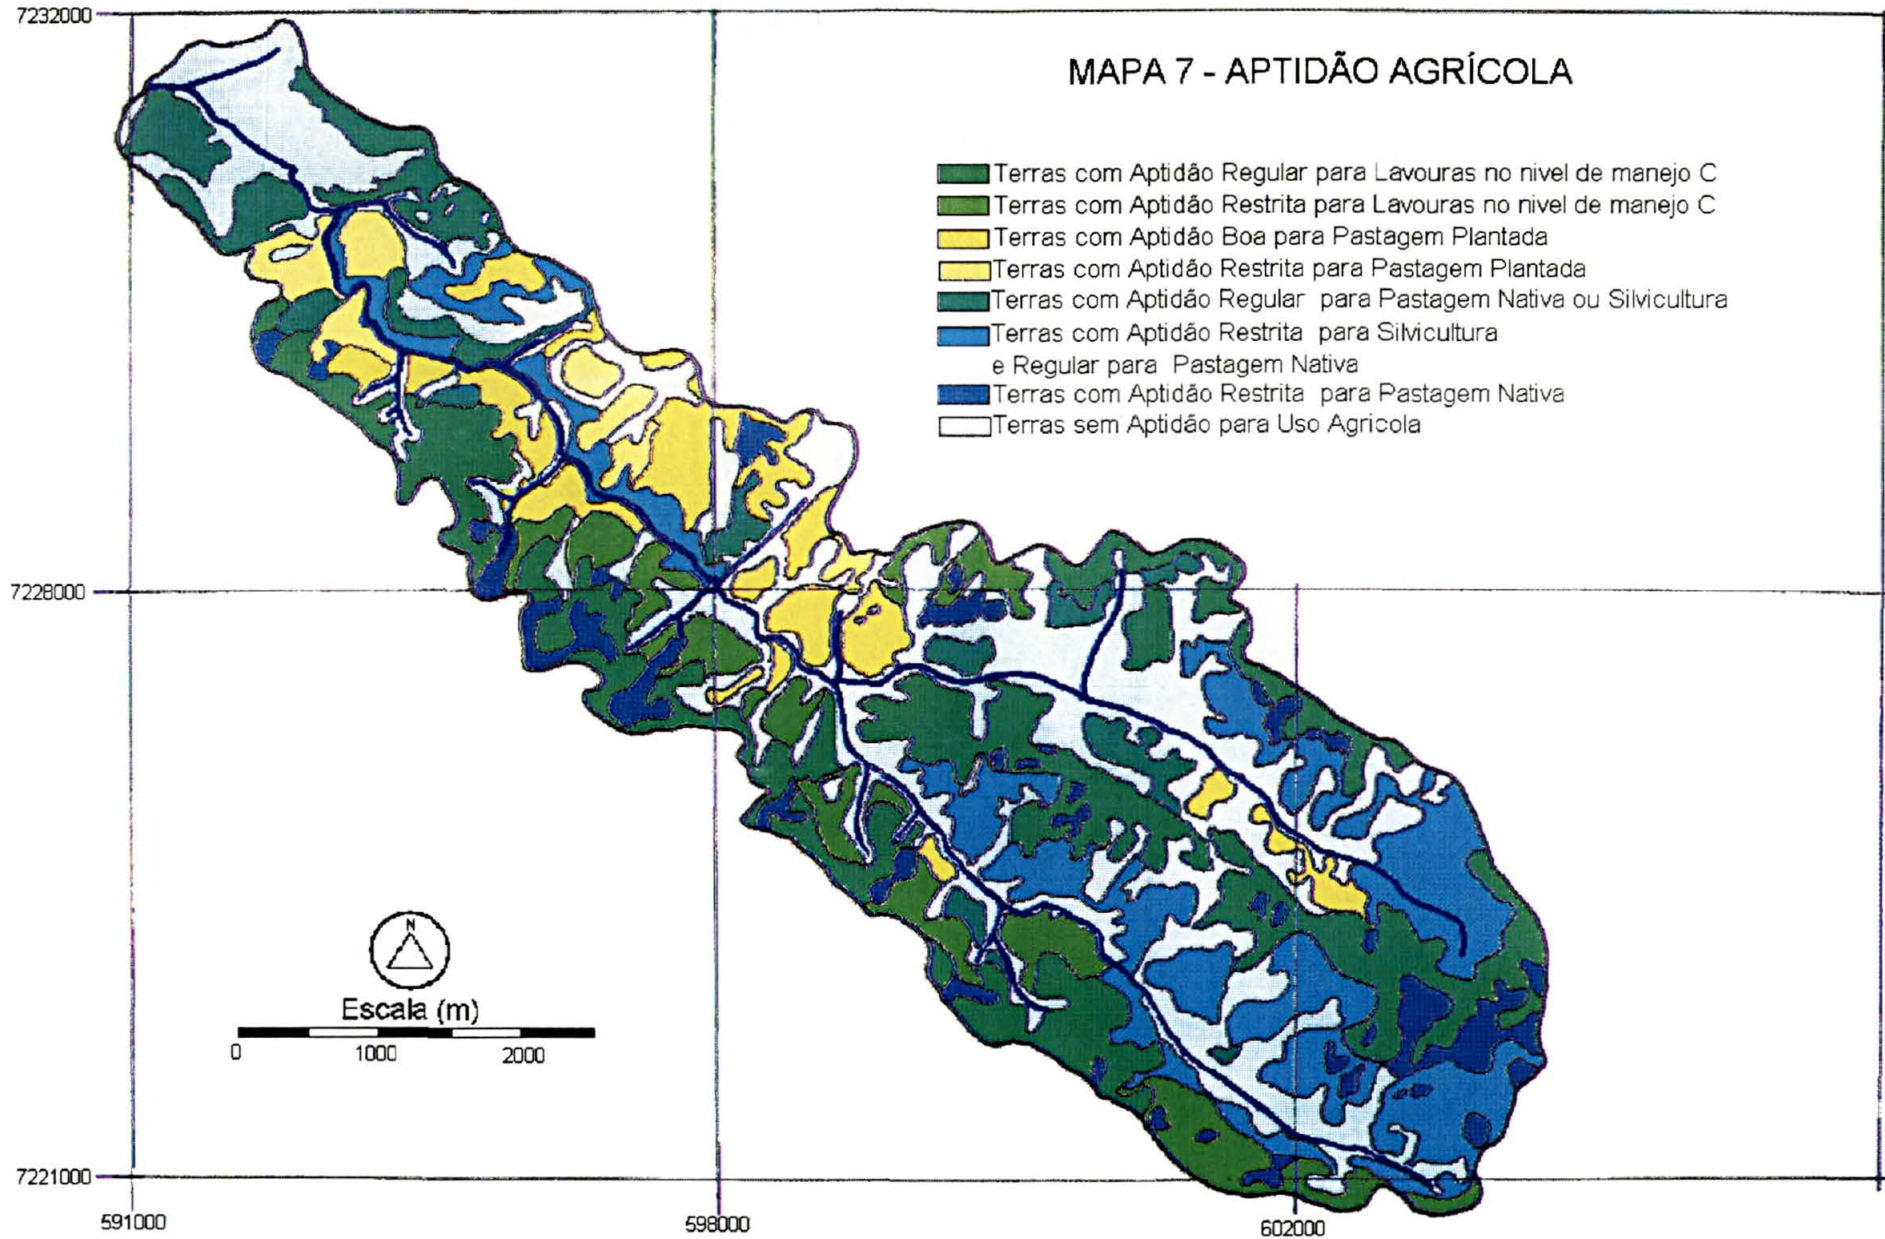 7232000
MAPA 7 - APTIDÃO AGRÍCOLA
Terras com Aptidão Regular para Lavouras no nivel de manejo C
Terras com Aptidão Restrita para Lavouras no nivel de manejo C
Terras com Aptidão Boa para Pastagem Plantada
Terras com Aptidão Restrita para Pastagem Plantada
Terras com Aptidão Regular para Pastagem Nativa ou Silvicultura
Terras com Aptidão Restrita para Silvicultura
e Regular para Pastagem Nativa
Terras com Aptidão Restrita para Pastagem Nativa
Terras sem Aptidão para Uso Agricola
7228000
N
Escala (m)
0 1000 2000
7221000
591000 598000 602000